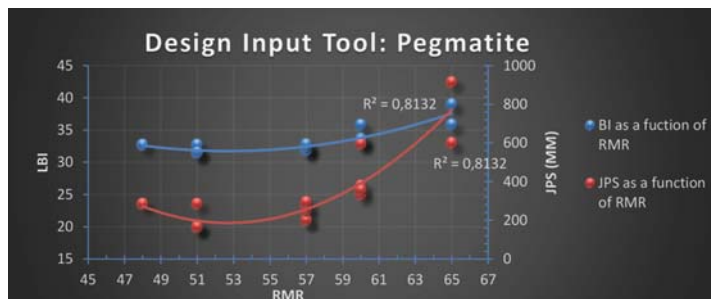 Design Input Tool: Pegmatite
45
40
35
30
25
20
15
LBI
1000
800
600
400
200
0
JPS (MM)
R² = 0,8132
R² = 0,8132
45 47 49 51 53 55 57 59 61 63 65 67
RMR
BI as a fuction of
RMR
JPS as a function
of RMR